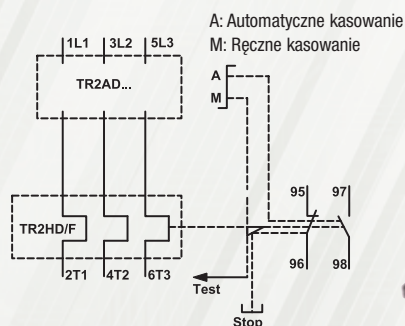 A: Automatyczne kasowanie
M: Ręczne kasowanie
1L1 3L2 5L3
TR2AD...
A
M
95 97
TR2HD/F
2T1 4T2 6T3
96 98
Test
Stop